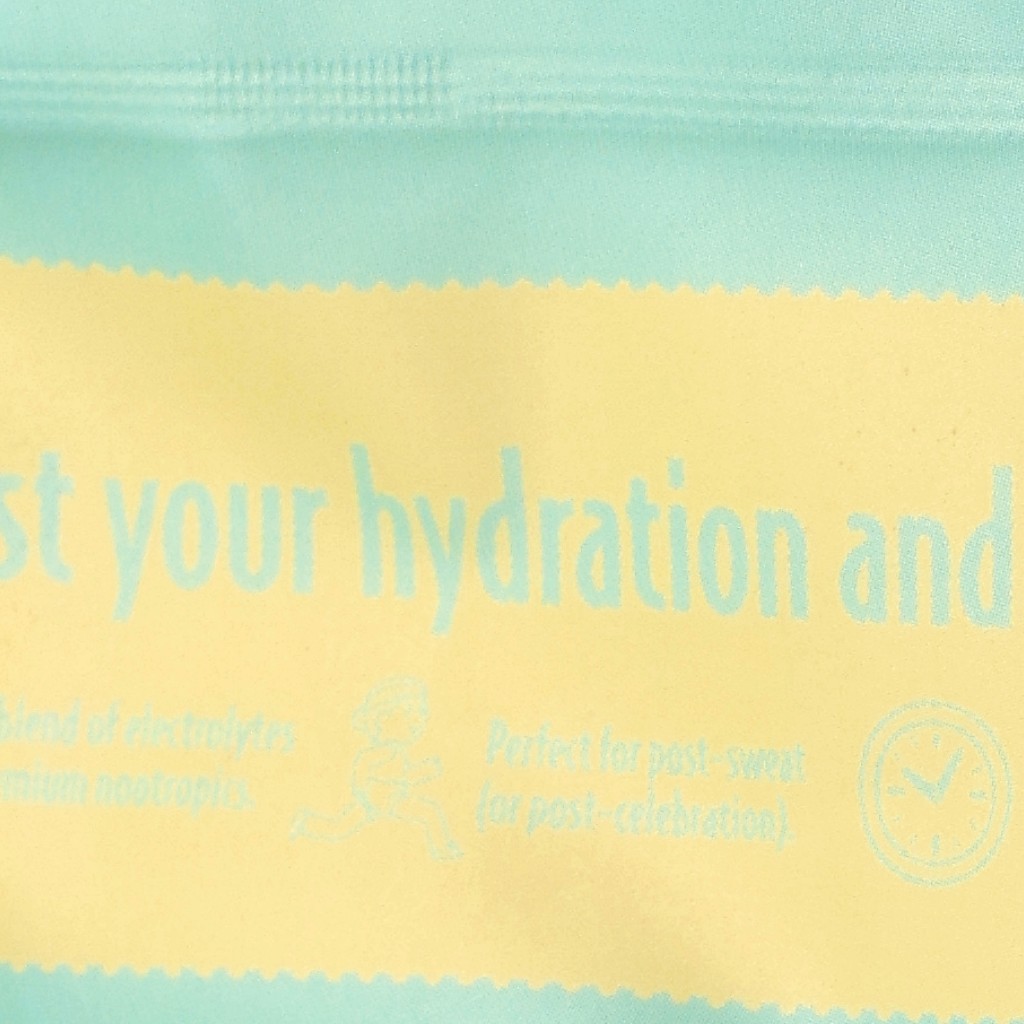 st your hydration and
blend of electrolytes
mium nootropics.
Perfect for post-sweat
(or post-celebration).